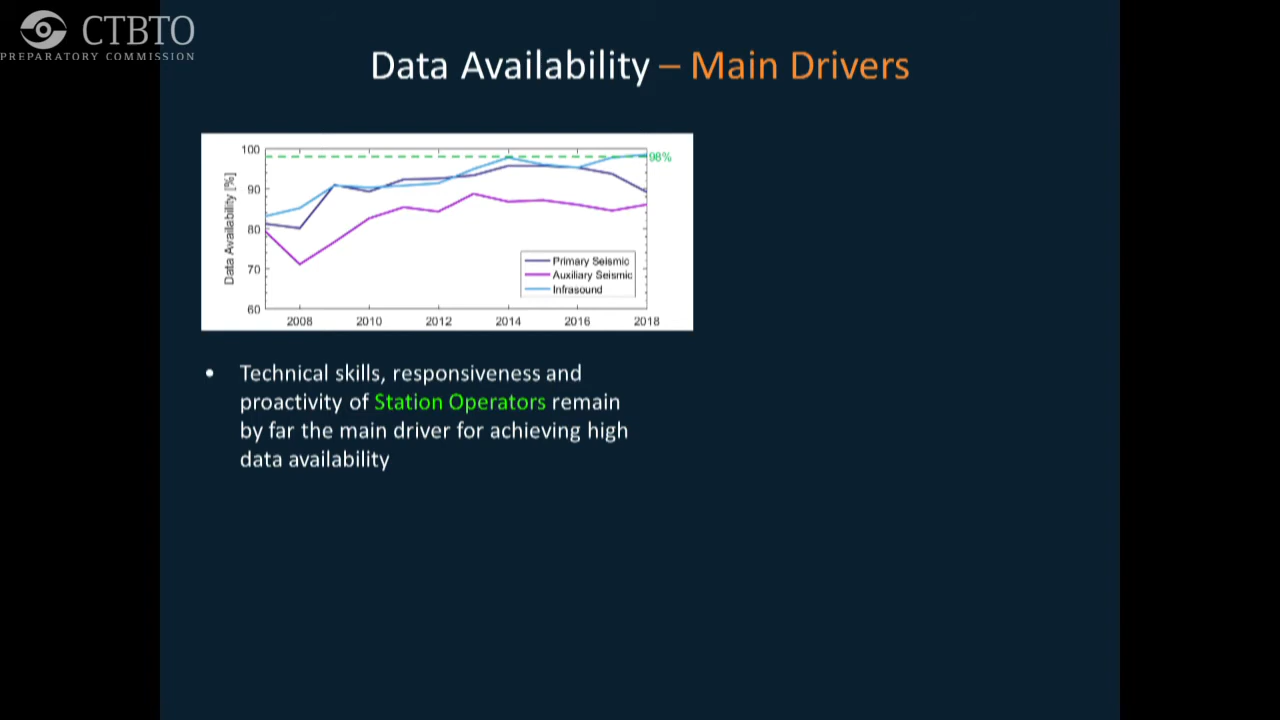 CTBTO
PREPARATORY COMMISSION
Data Availability – Main Drivers
100
90
80
70
60
Data Availability [%]
98%
Primary Seismic
Auxiliary Seismic
Infrasound
2008 2010 2012 2014 2016 2018
• Technical skills, responsiveness and
proactivity of Station Operators remain
by far the main driver for achieving high
data availability